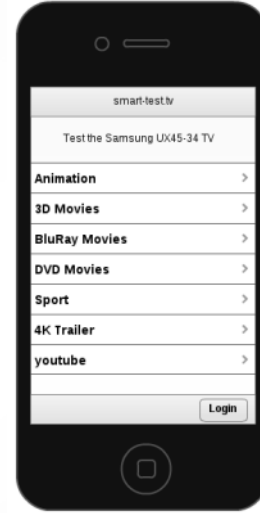 smart-test.tv
Test the Samsung UX45-34 TV
Animation
3D Movies
BluRay Movies
DVD Movies
Sport
4K Trailer
youtube
Login